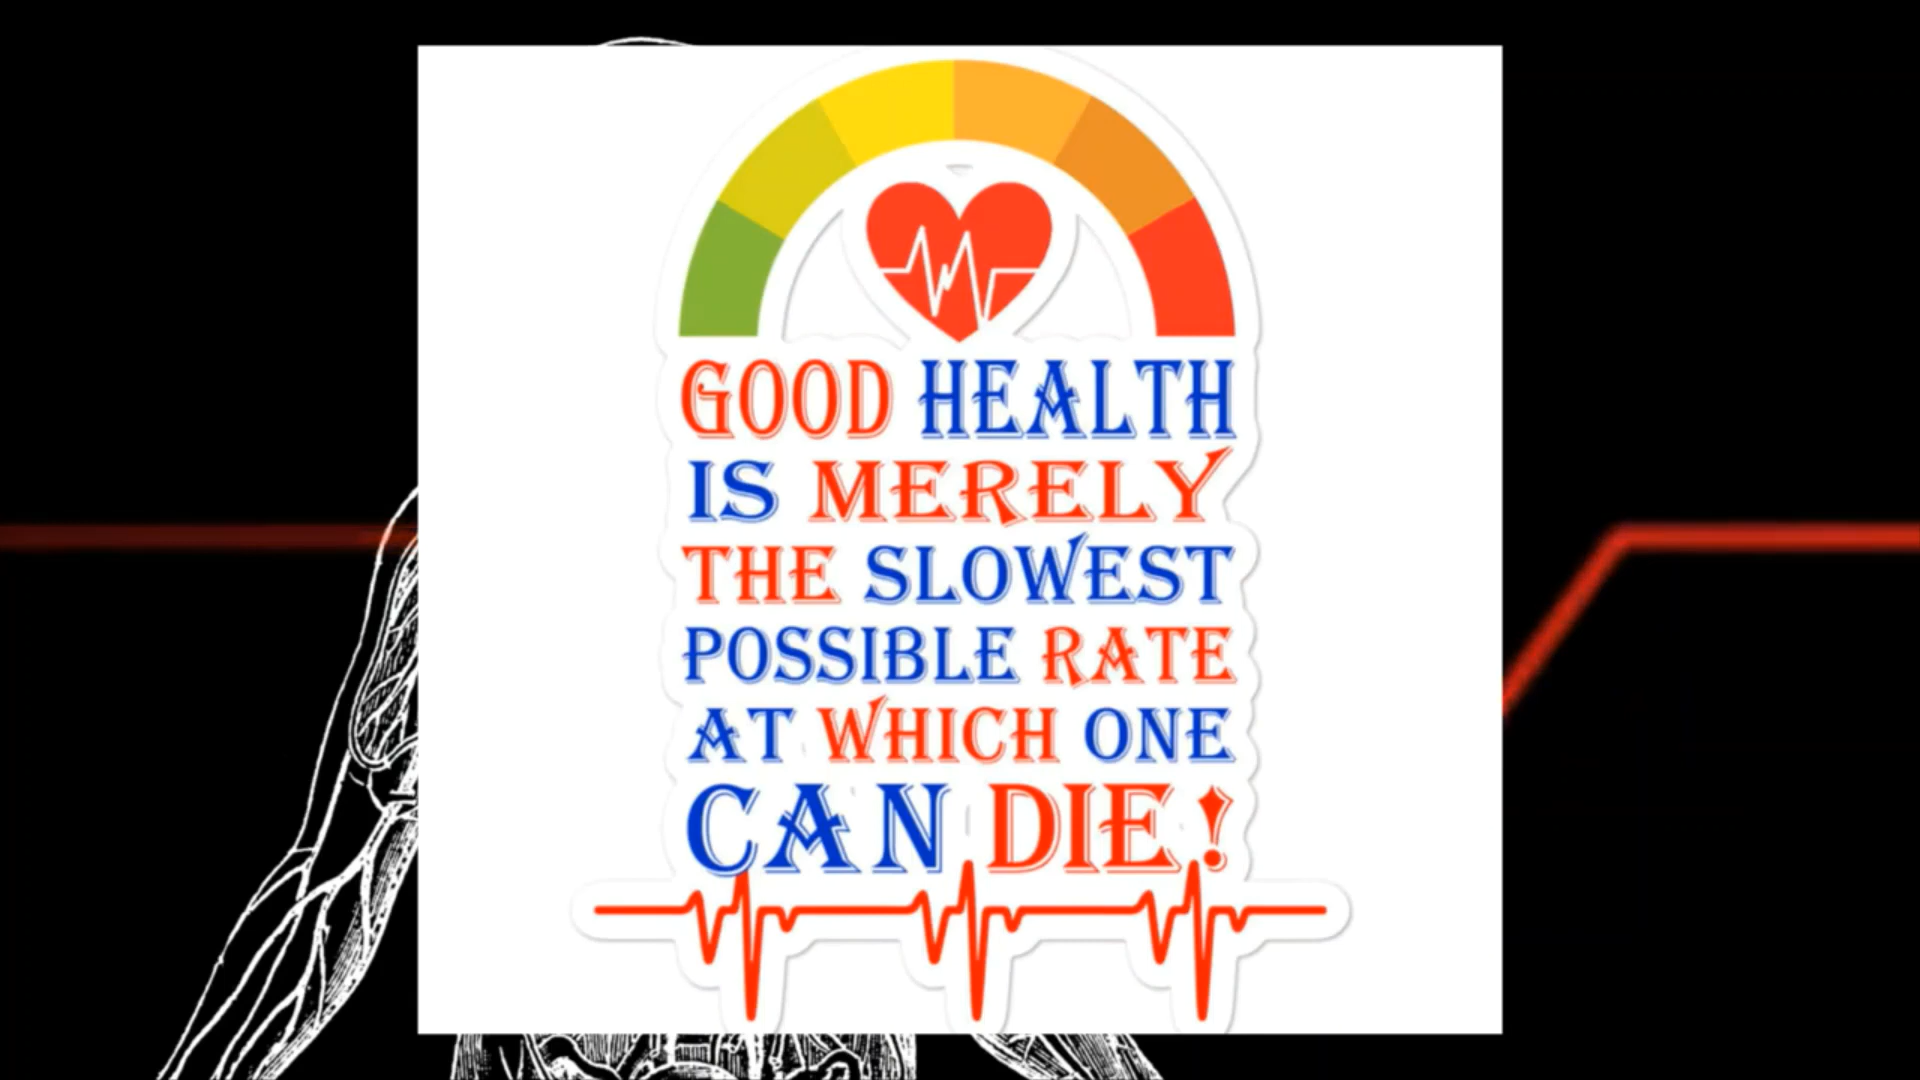 GOOD HEALTH
IS MERELY
THE SLOWEST
POSSIBLE RATE
AT WHICH ONE
CAN DIE!